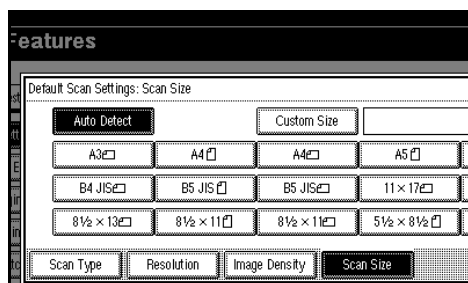 Features
Default Scan Settings: Scan Size
Auto Detect Custom Size
A3 A4 A4 A5
B4 JIS B5 JIS B5 JIS 11×17
8½×13 8½×11 8½×11 5½×8½
Scan Type Resolution Image Density Scan Size